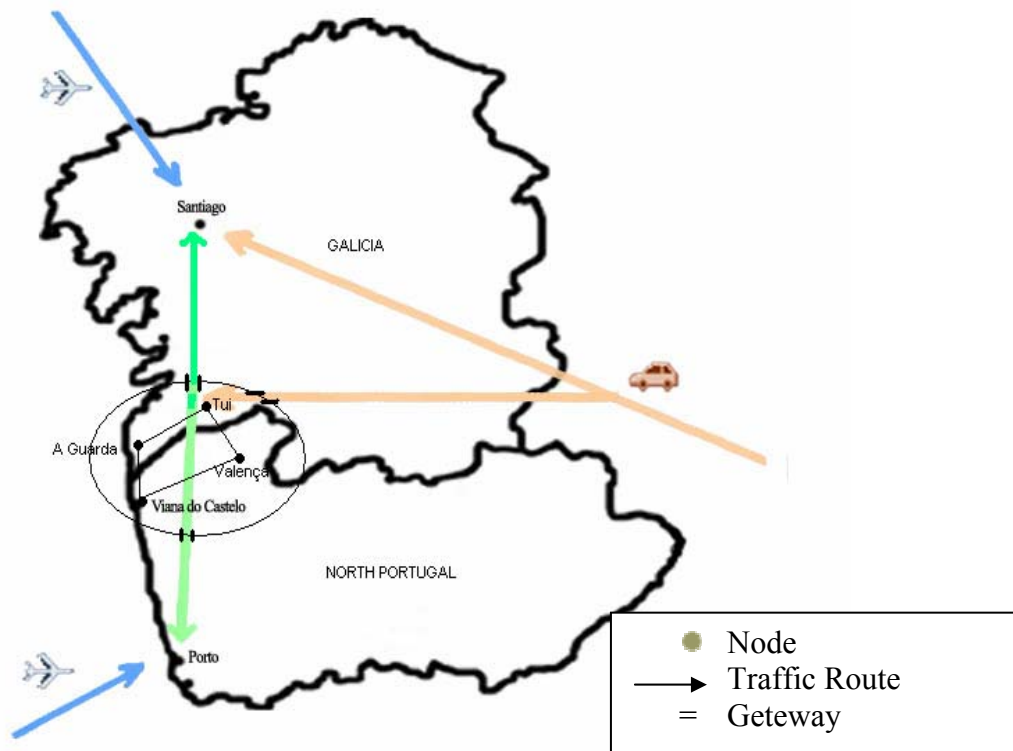 Santiago
GALICIA
Tui
A Guarda
Valença
Viana do Castelo
NORTH PORTUGAL
Porto
Node
Traffic Route
= Geteway